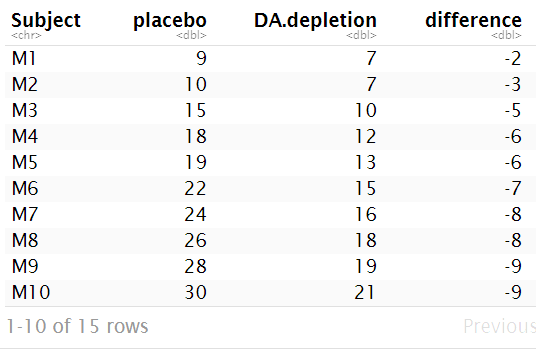 Subject placebo DA.depletion difference
<chr> <dbl> <dbl> <dbl>
M1 9 7 -2
M2 10 7 -3
M3 15 10 -5
M4 18 12 -6
M5 19 13 -6
M6 22 15 -7
M7 24 16 -8
M8 26 18 -8
M9 28 19 -9
M10 30 21 -9
1-10 of 15 rows Previous